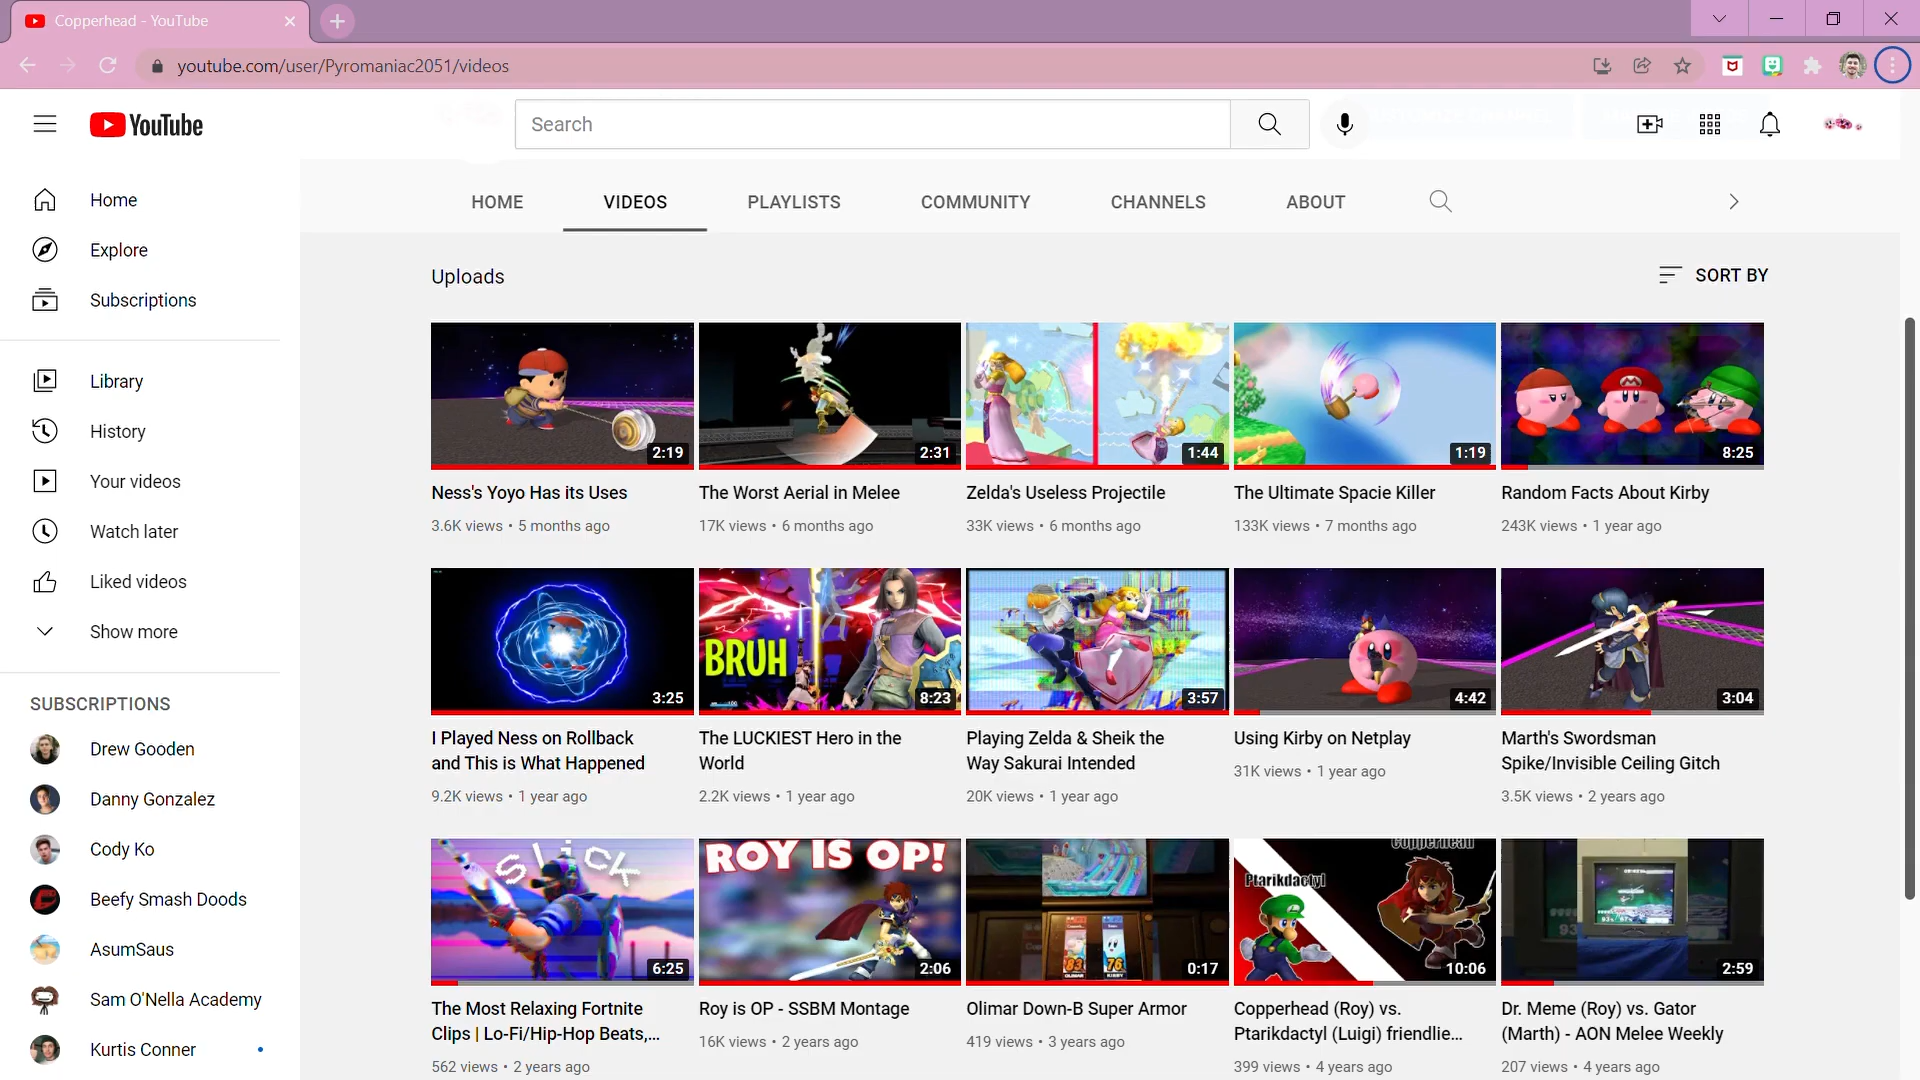 Copperhead - YouTube
youtube.com/user/Pyromaniac2051/videos
YouTube
Search
Home
Explore
Subscriptions
Library
History
Your videos
Watch later
Liked videos
Show more
SUBSCRIPTIONS
Drew Gooden
Danny Gonzalez
Cody Ko
Beefy Smash Doods
AsumSaus
Sam O'Nella Academy
Kurtis Conner
HOME VIDEOS PLAYLISTS COMMUNITY CHANNELS ABOUT
Uploads
SORT BY
2:19
Ness's Yoyo Has its Uses
3.6K views • 5 months ago
2:31
The Worst Aerial in Melee
17K views • 6 months ago
1:44
Zelda's Useless Projectile
33K views • 6 months ago
1:19
The Ultimate Spacie Killer
133K views • 7 months ago
8:25
Random Facts About Kirby
243K views • 1 year ago
3:25
I Played Ness on Rollback
and This is What Happened
9.2K views • 1 year ago
BRUH
8:23
The LUCKIEST Hero in the
World
2.2K views • 1 year ago
3:57
Playing Zelda & Sheik the
Way Sakurai Intended
20K views • 1 year ago
4:42
Using Kirby on Netplay
31K views • 1 year ago
3:04
Marth's Swordsman
Spike/Invisible Ceiling Gitch
3.5K views • 2 years ago
SLICK
6:25
The Most Relaxing Fortnite
Clips | Lo-Fi/Hip-Hop Beats,...
562 views • 2 years ago
ROY IS OP!
2:06
Roy is OP - SSBM Montage
16K views • 2 years ago
83 76
OLIMAR KIRBY
0:17
Olimar Down-B Super Armor
419 views • 3 years ago
Copperhead
Ptarikdactyl
10:06
Copperhead (Roy) vs.
Ptarikdactyl (Luigi) friendlie...
399 views • 4 years ago
2:59
Dr. Meme (Roy) vs. Gator
(Marth) - AON Melee Weekly
207 views • 4 years ago